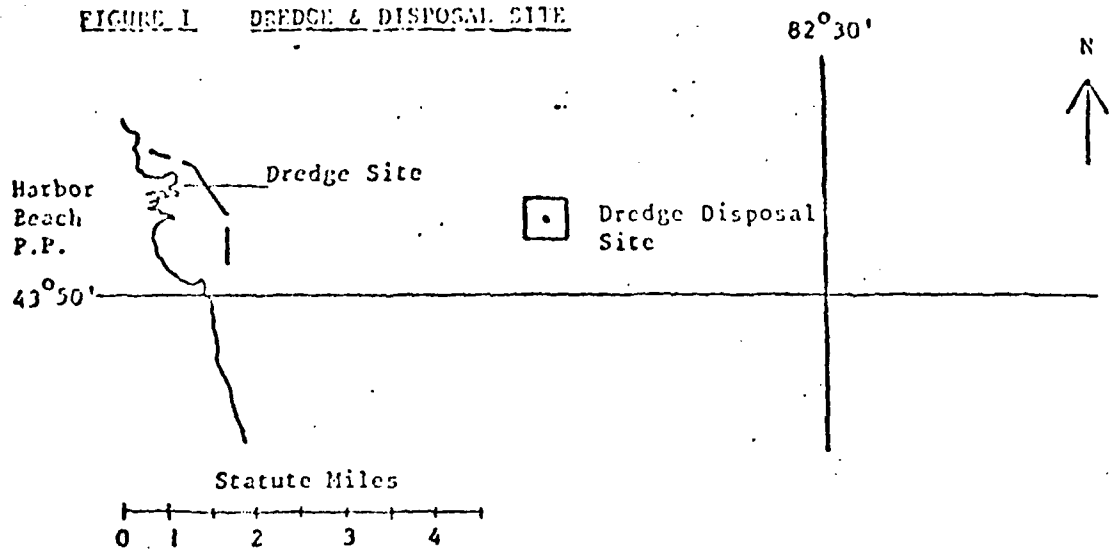 FIGURE I DREDGE & DISPOSAL SITE
82°30'
N
Dredge Site
Harbor
Beach
P.P.
Dredge Disposal
Site
43°50'
Statute Miles
0 1 2 3 4